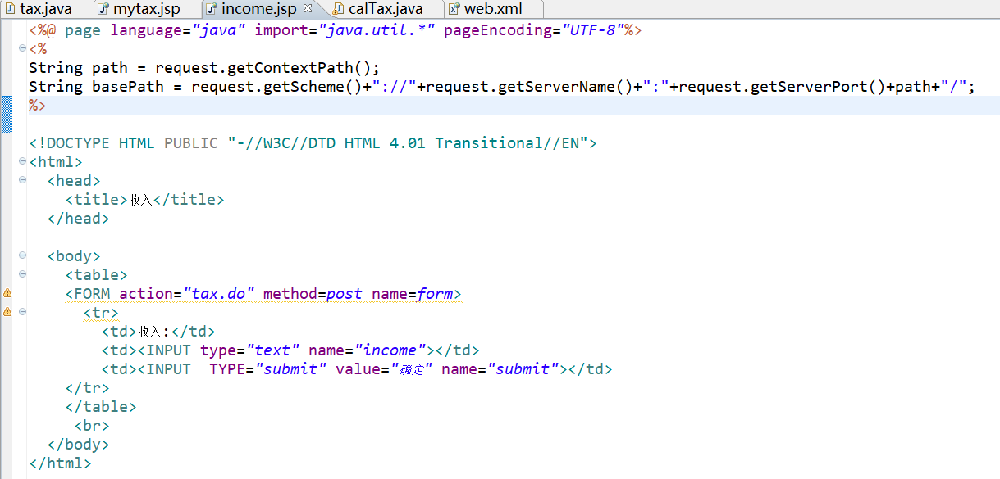 tax.java mytax.jsp income.jsp calTax.java web.xml
<%@ page language="java" import="java.util.*" pageEncoding="UTF-8"%>
<%
String path = request.getContextPath();
String basePath = request.getScheme()+"://"+request.getServerName()+":"+request.getServerPort()+path+"/";
%>
<!DOCTYPE HTML PUBLIC "-//W3C//DTD HTML 4.01 Transitional//EN">
<html>
<head>
<title>收入</title>
</head>
<body>
<table>
<FORM action="tax.do" method=post name=form>
<tr>
<td>收入:</td>
<td><INPUT type="text" name="income"></td>
<td><INPUT  TYPE="submit" value="确定" name="submit"></td>
</tr>
</table>
<br>
</body>
</html>